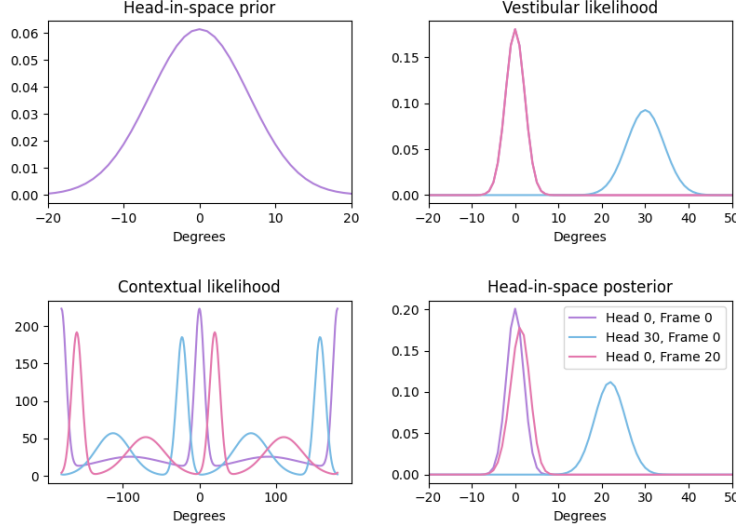 Head-in-space prior
0.06
0.05
0.04
0.03
0.02
0.01
0.00
−20 −10 0 10 20
Degrees
Vestibular likelihood
0.15
0.10
0.05
0.00
−20 −10 0 10 20 30 40 50
Degrees
Contextual likelihood
200
150
100
50
0
−100 0 100
Degrees
Head-in-space posterior
0.20
0.15
0.10
0.05
0.00
Head 0, Frame 0
Head 30, Frame 0
Head 0, Frame 20
−20 −10 0 10 20 30 40 50
Degrees